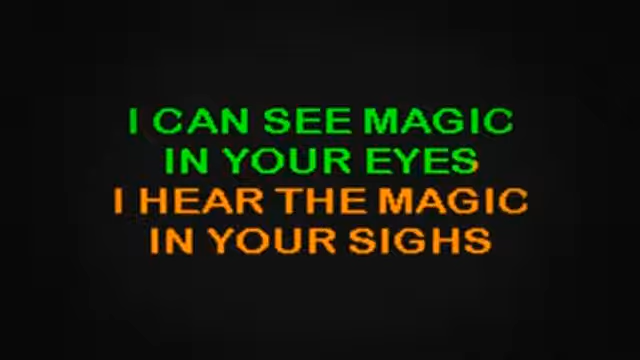 I CAN SEE MAGIC
IN YOUR EYES
I HEAR THE MAGIC
IN YOUR SIGHS